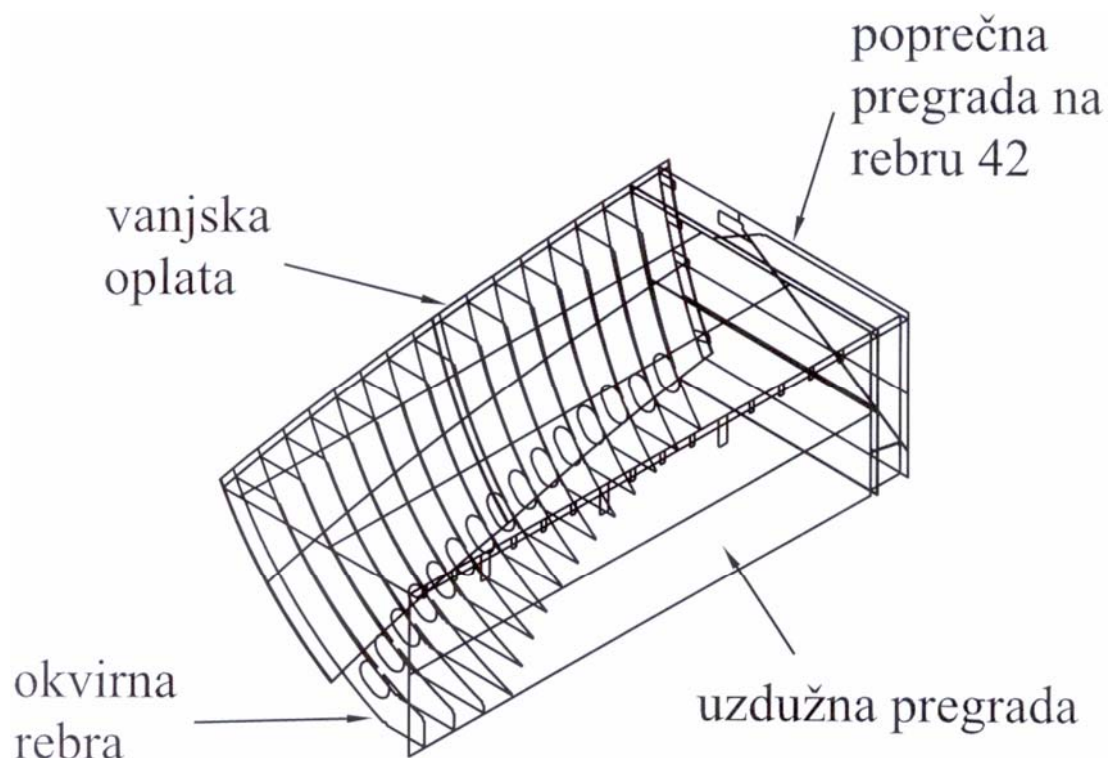 poprečna
pregrada na
rebru 42
vanjska
oplata
okvirna
rebra
uzdužna pregrada